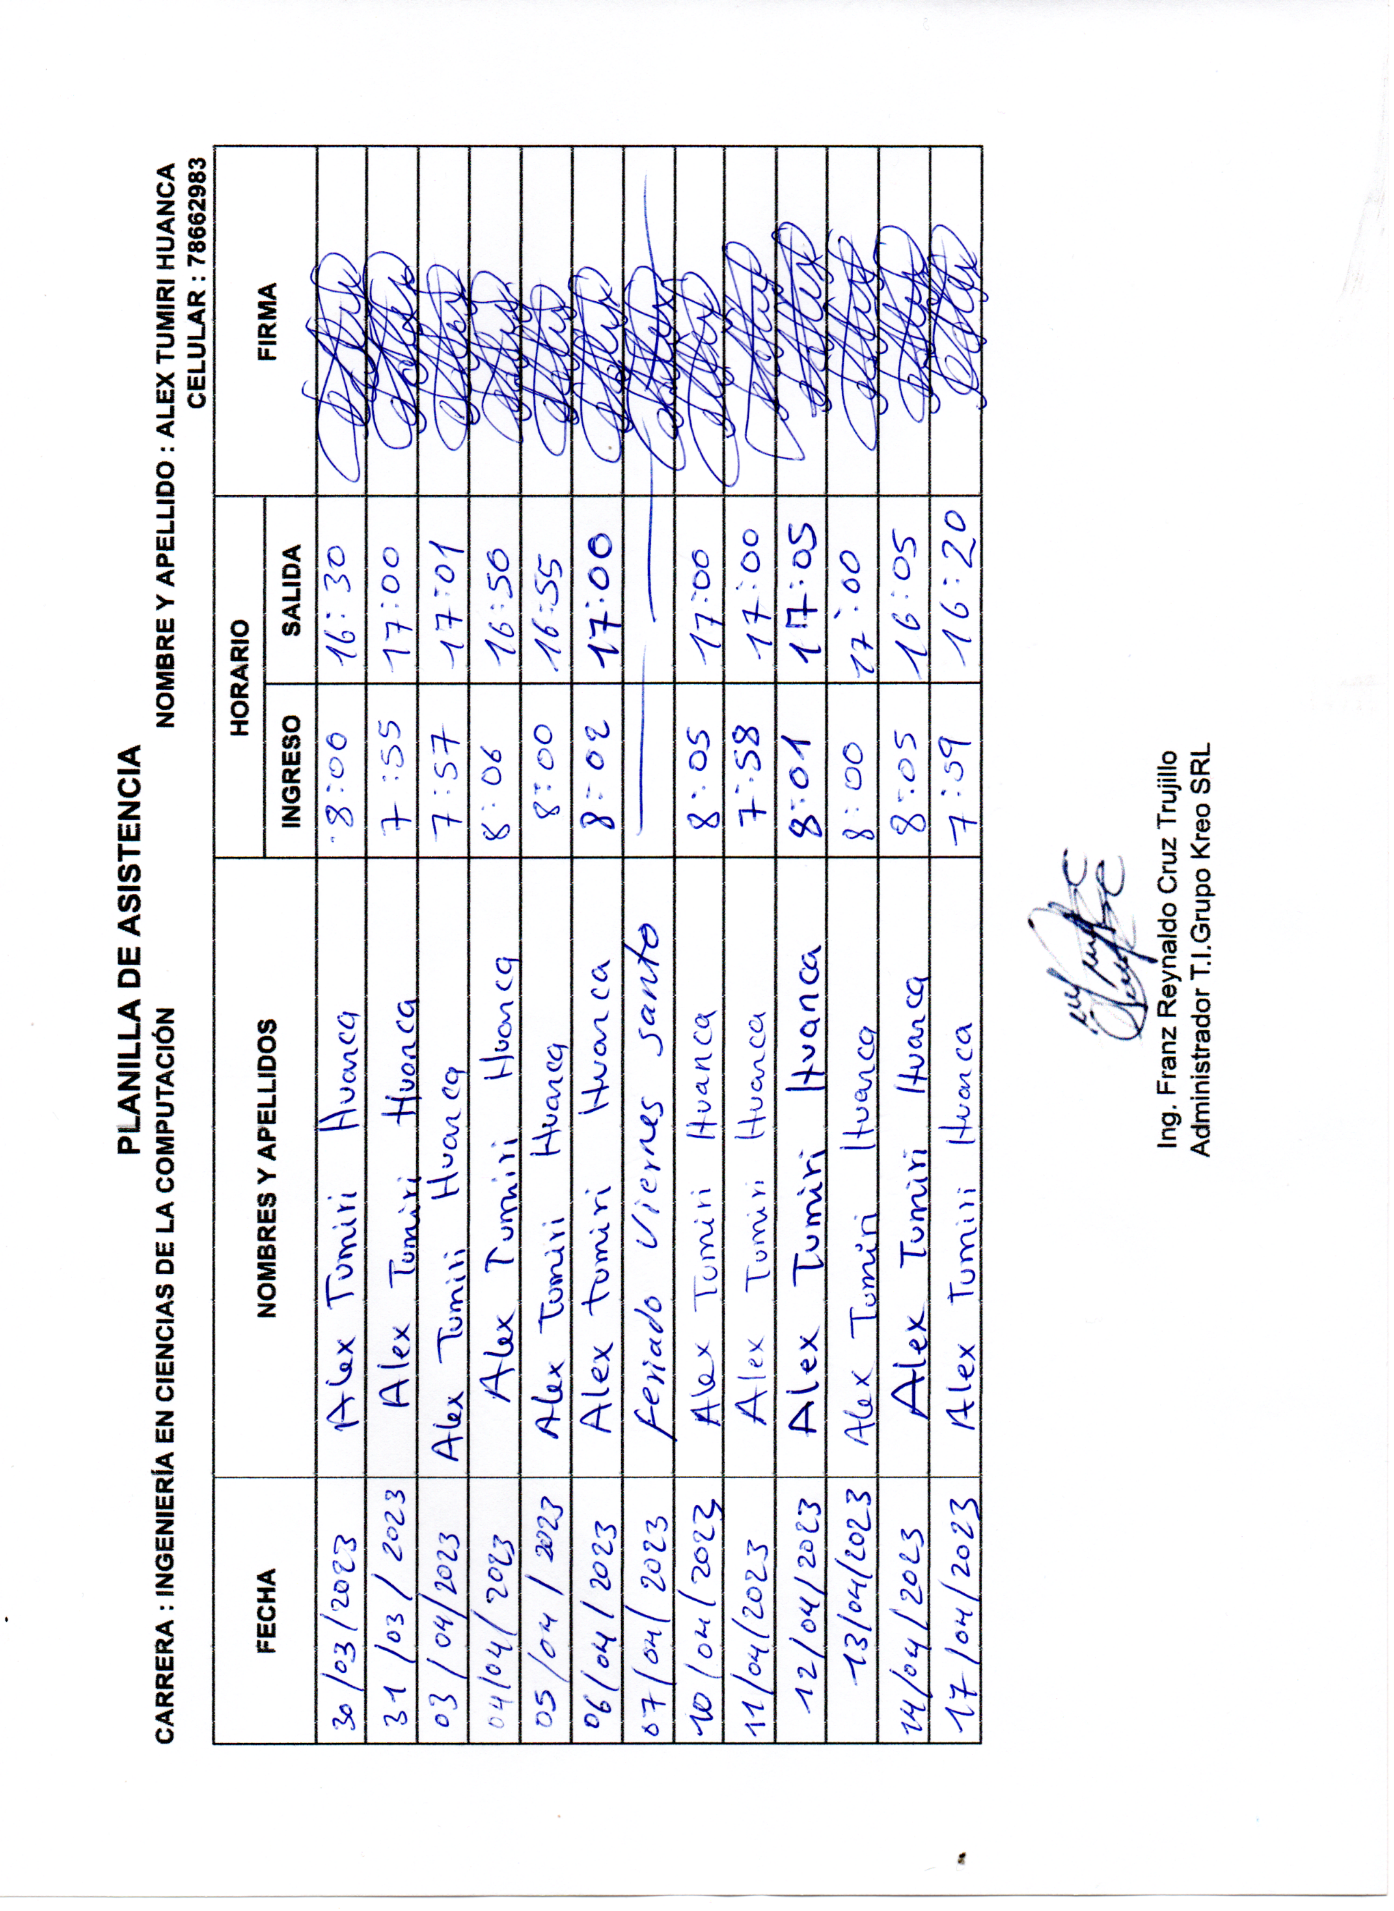 PLANILLA DE ASISTENCIA
CARRERA : INGENIERÍA EN CIENCIAS DE LA COMPUTACIÓN NOMBRE Y APELLIDO : ALEX TUMIRI HUANCA
CELULAR : 78662983
FECHA NOMBRES Y APELLIDOS HORARIO FIRMA
INGRESO SALIDA
30/03/2023 Alex Tumiri Huanca 8:00 16:30
31/03/2023 Alex Tumiri Huanca 7:55 17:00
03/04/2023 Alex Tumiri Huanca 7:57 17:01
04/04/2023 Alex Tumiri Huanca 8:06 16:50
05/04/2023 Alex Tumiri Huanca 8:00 16:55
06/04/2023 Alex tumiri Huanca 8:02 17:00
07/04/2023 feriado viernes santo
10/04/2023 Alex Tumiri Huanca 8:05 17:00
11/04/2023 Alex Tumiri Huanca 7:58 17:00
12/04/2023 Alex Tumiri Huanca 8:01 17:05
13/04/2023 Alex Tumiri Huanca 8:00 17:00
14/04/2023 Alex Tumiri Huanca 8:05 16:05
17/04/2023 Alex Tumiri Huanca 7:59 16:20
Ing. Franz Reynaldo Cruz Trujillo
Administrador T.I.Grupo Kreo SRL